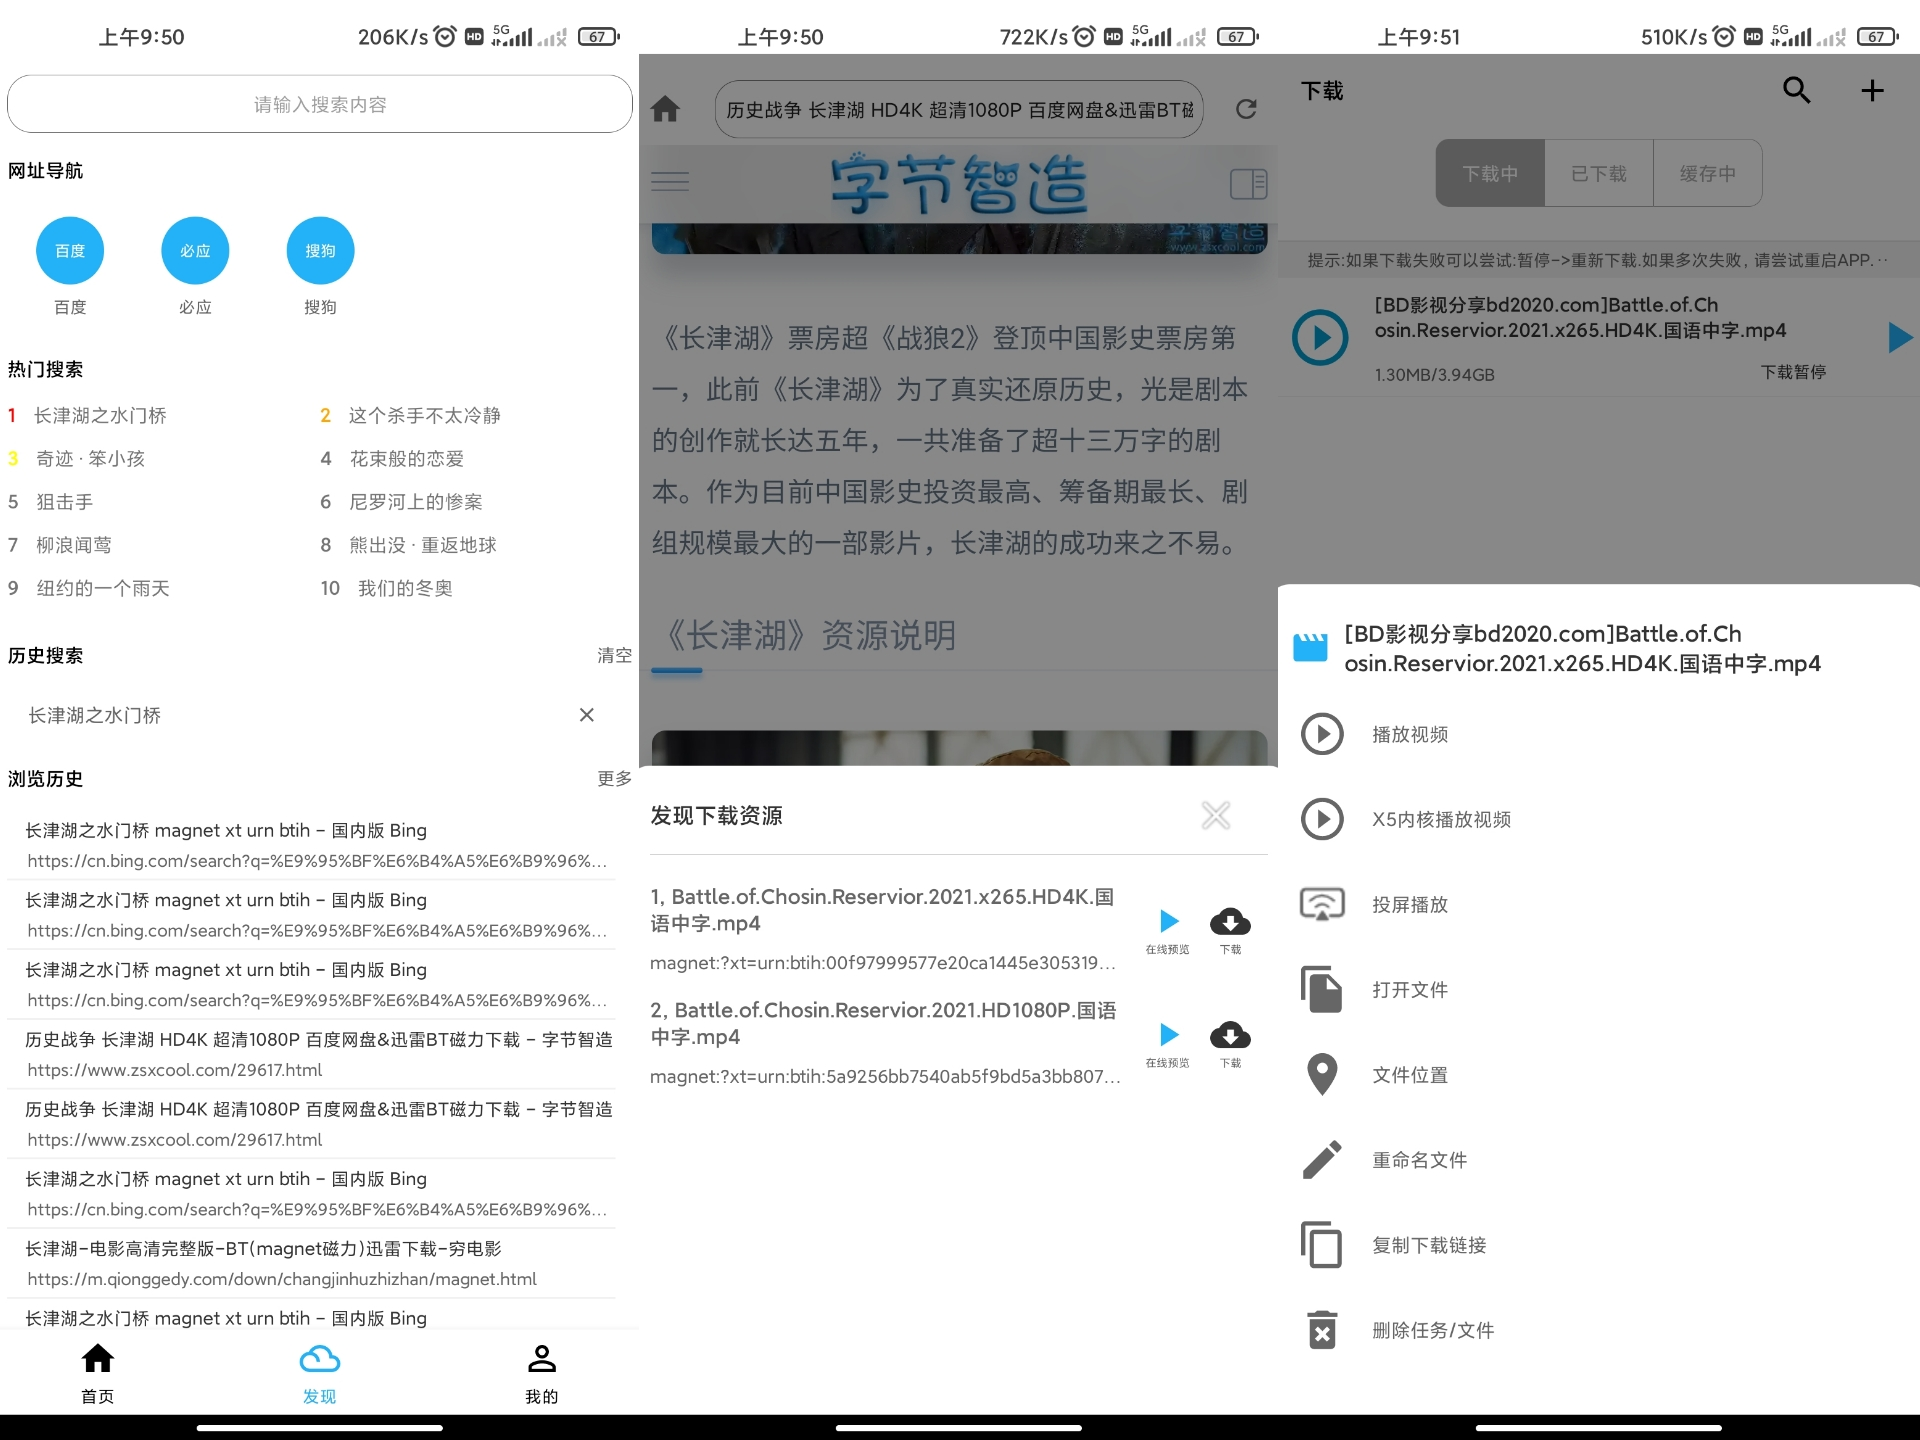 上午9:50
206K/s
HD
5G
67
请输入搜索内容
网址导航
百度
必应
搜狗
百度
必应
搜狗
热门搜索
1 长津湖之水门桥
2 这个杀手不太冷静
3 奇迹·笨小孩
4 花束般的恋爱
5 狙击手
6 尼罗河上的惨案
7 柳浪闻莺
8 熊出没·重返地球
9 纽约的一个雨天
10 我们的冬奥
历史搜索
清空
长津湖之水门桥
浏览历史
更多
长津湖之水门桥 magnet xt urn btih - 国内版 Bing
https://cn.bing.com/search?q=%E9%95%BF%E6%B4%A5%E6%B9%96%...
长津湖之水门桥 magnet xt urn btih - 国内版 Bing
https://cn.bing.com/search?q=%E9%95%BF%E6%B4%A5%E6%B9%96%...
长津湖之水门桥 magnet xt urn btih - 国内版 Bing
https://cn.bing.com/search?q=%E9%95%BF%E6%B4%A5%E6%B9%96%...
历史战争 长津湖 HD4K 超清1080P 百度网盘&迅雷BT磁力下载 - 字节智造
https://www.zsxcool.com/29617.html
历史战争 长津湖 HD4K 超清1080P 百度网盘&迅雷BT磁力下载 - 字节智造
https://www.zsxcool.com/29617.html
长津湖之水门桥 magnet xt urn btih - 国内版 Bing
https://cn.bing.com/search?q=%E9%95%BF%E6%B4%A5%E6%B9%96%...
长津湖-电影高清完整版-BT(magnet磁力)迅雷下载-穷电影
https://m.qionggedy.com/down/changjinhuzhizhan/magnet.html
长津湖之水门桥 magnet xt urn btih - 国内版 Bing
首页
发现
我的
上午9:50
722K/s
HD
5G
67
历史战争 长津湖 HD4K 超清1080P 百度网盘&迅雷BT磁
字节智造
字节智造
www.zsxcool.com
《长津湖》票房超《战狼2》登顶中国影史票房第
一，此前《长津湖》为了真实还原历史，光是剧本
的创作就长达五年，一共准备了超十三万字的剧
本。作为目前中国影史投资最高、筹备期最长、剧
组规模最大的一部影片，长津湖的成功来之不易。
《长津湖》资源说明
发现下载资源
1, Battle.of.Chosin.Reservior.2021.x265.HD4K.国
语中字.mp4
magnet:?xt=urn:btih:00f97999577e20ca1445e305319...
在线预览
下载
2, Battle.of.Chosin.Reservior.2021.HD1080P.国语
中字.mp4
magnet:?xt=urn:btih:5a9256bb7540ab5f9bd5a3bb807...
在线预览
下载
上午9:51
510K/s
HD
5G
67
下载
下载中
已下载
缓存中
提示:如果下载失败可以尝试:暂停->重新下载.如果多次失败, 请尝试重启APP. ··
[BD影视分享bd2020.com]Battle.of.Ch
osin.Reservior.2021.x265.HD4K.国语中字.mp4
1.30MB/3.94GB
下载暂停
[BD影视分享bd2020.com]Battle.of.Ch
osin.Reservior.2021.x265.HD4K.国语中字.mp4
播放视频
X5内核播放视频
投屏播放
打开文件
文件位置
重命名文件
复制下载链接
删除任务/文件